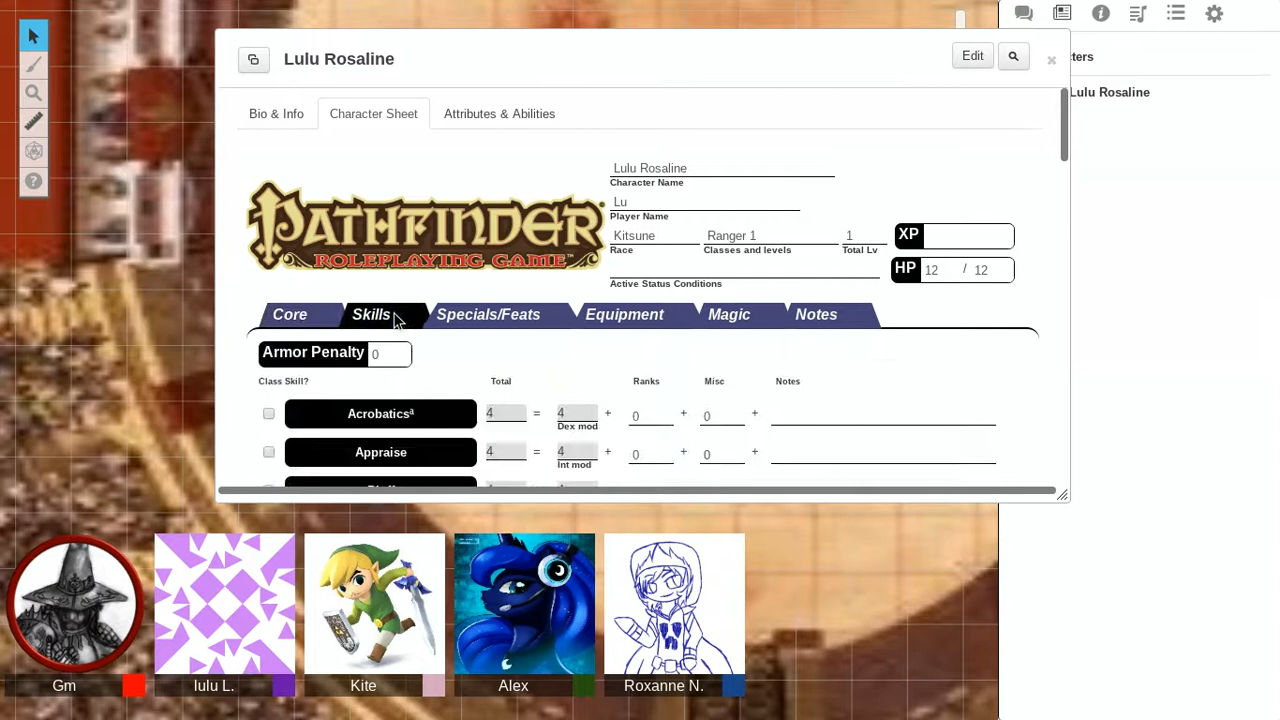 Lulu Rosaline
Edit
ters
Bio & Info
Character Sheet
Attributes & Abilities
Lulu Rosaline
PATHFINDER
ROLEPLAYING GAME™
Lulu Rosaline
Character Name
Lu
Player Name
Kitsune Ranger 1 1
Race Classes and levels Total Lv
XP
HP 12 / 12
Active Status Conditions
Core Skills Specials/Feats Equipment Magic Notes
Armor Penalty 0
Class Skill? Total Ranks Misc Notes
Acrobaticsª 4 = 4 + 0 + 0 +
Dex mod
Appraise 4 = 4 + 0 + 0 +
Int mod
Gm lulu L. Kite Alex Roxanne N.